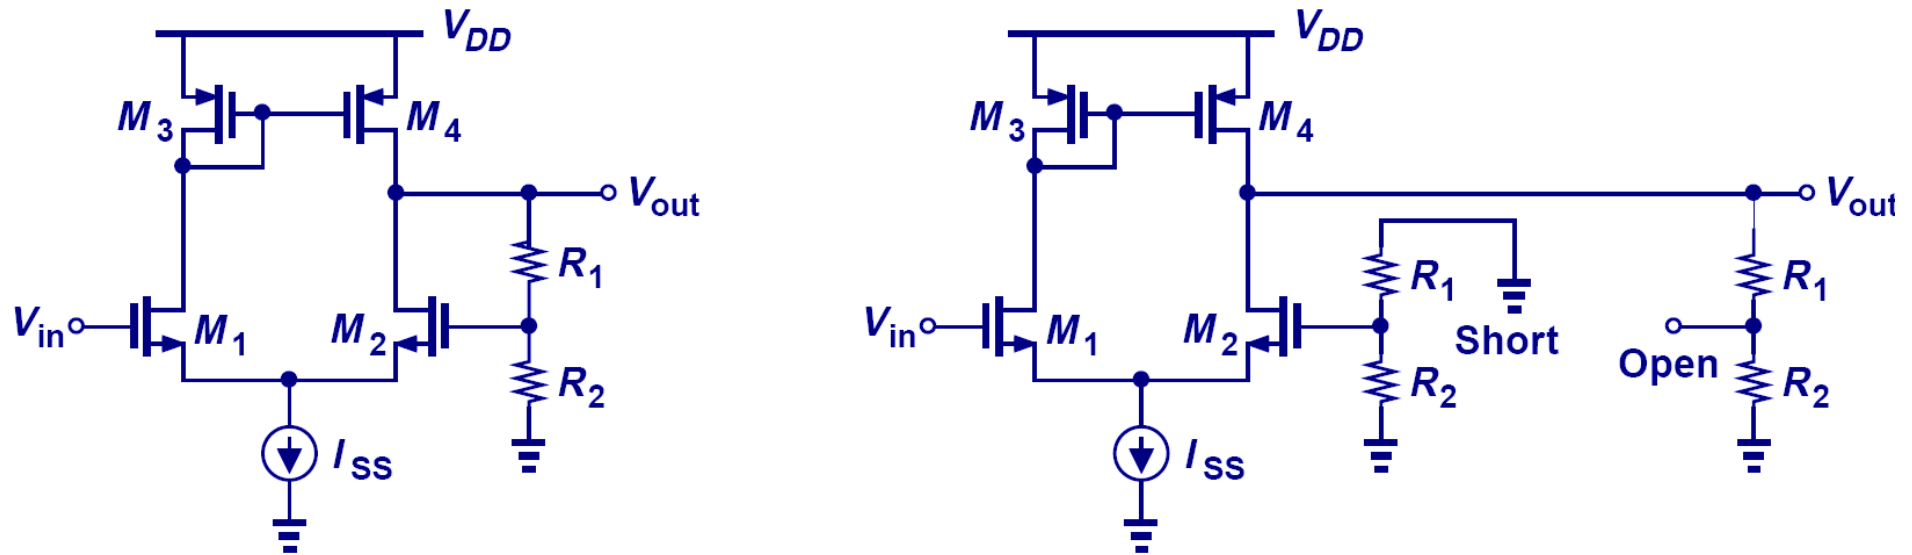 VDD
M3
M4
Vout
R1
Vin
M1
M2
R2
ISS
VDD
M3
M4
Vout
R1
R1
Vin
M1
M2
Short
Open
R2
R2
ISS